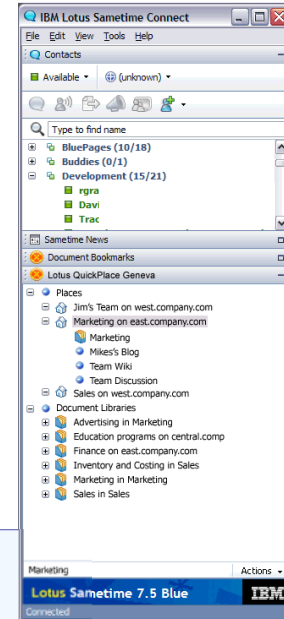 IBM Lotus Sametime Connect
File Edit View Tools Help
Contacts
Available (unknown)
Type to find name
BluePages (10/18)
Buddies (0/1)
Development (15/21)
rgra
Davi
Trac
Sametime News
Document Bookmarks
Lotus QuickPlace Geneva
Places
Jim's Team on west.company.com
Marketing on east.company.com
Marketing
Mikes's Blog
Team Wiki
Team Discussion
Sales on west.company.com
Document Libraries
Advertising in Marketing
Education programs on central.comp
Finance on east.company.com
Inventory and Costing in Sales
Marketing in Marketing
Sales in Sales
Marketing Actions
Lotus Sametime 7.5 Blue IBM
Connected